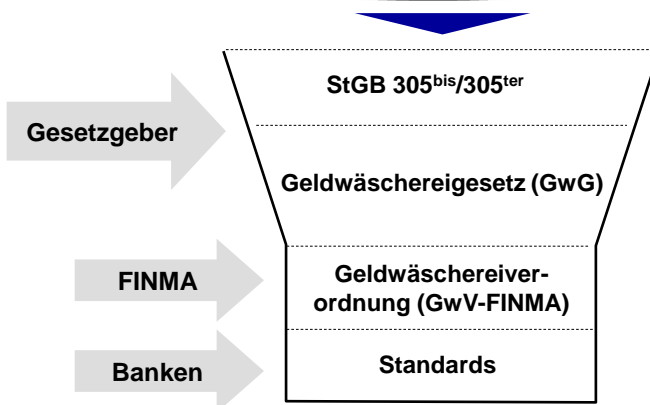 StGB 305bis/305ter
Gesetzgeber
Geldwäschereigesetz (GwG)
FINMA
Geldwäschereiver-
ordnung (GwV-FINMA)
Banken
Standards